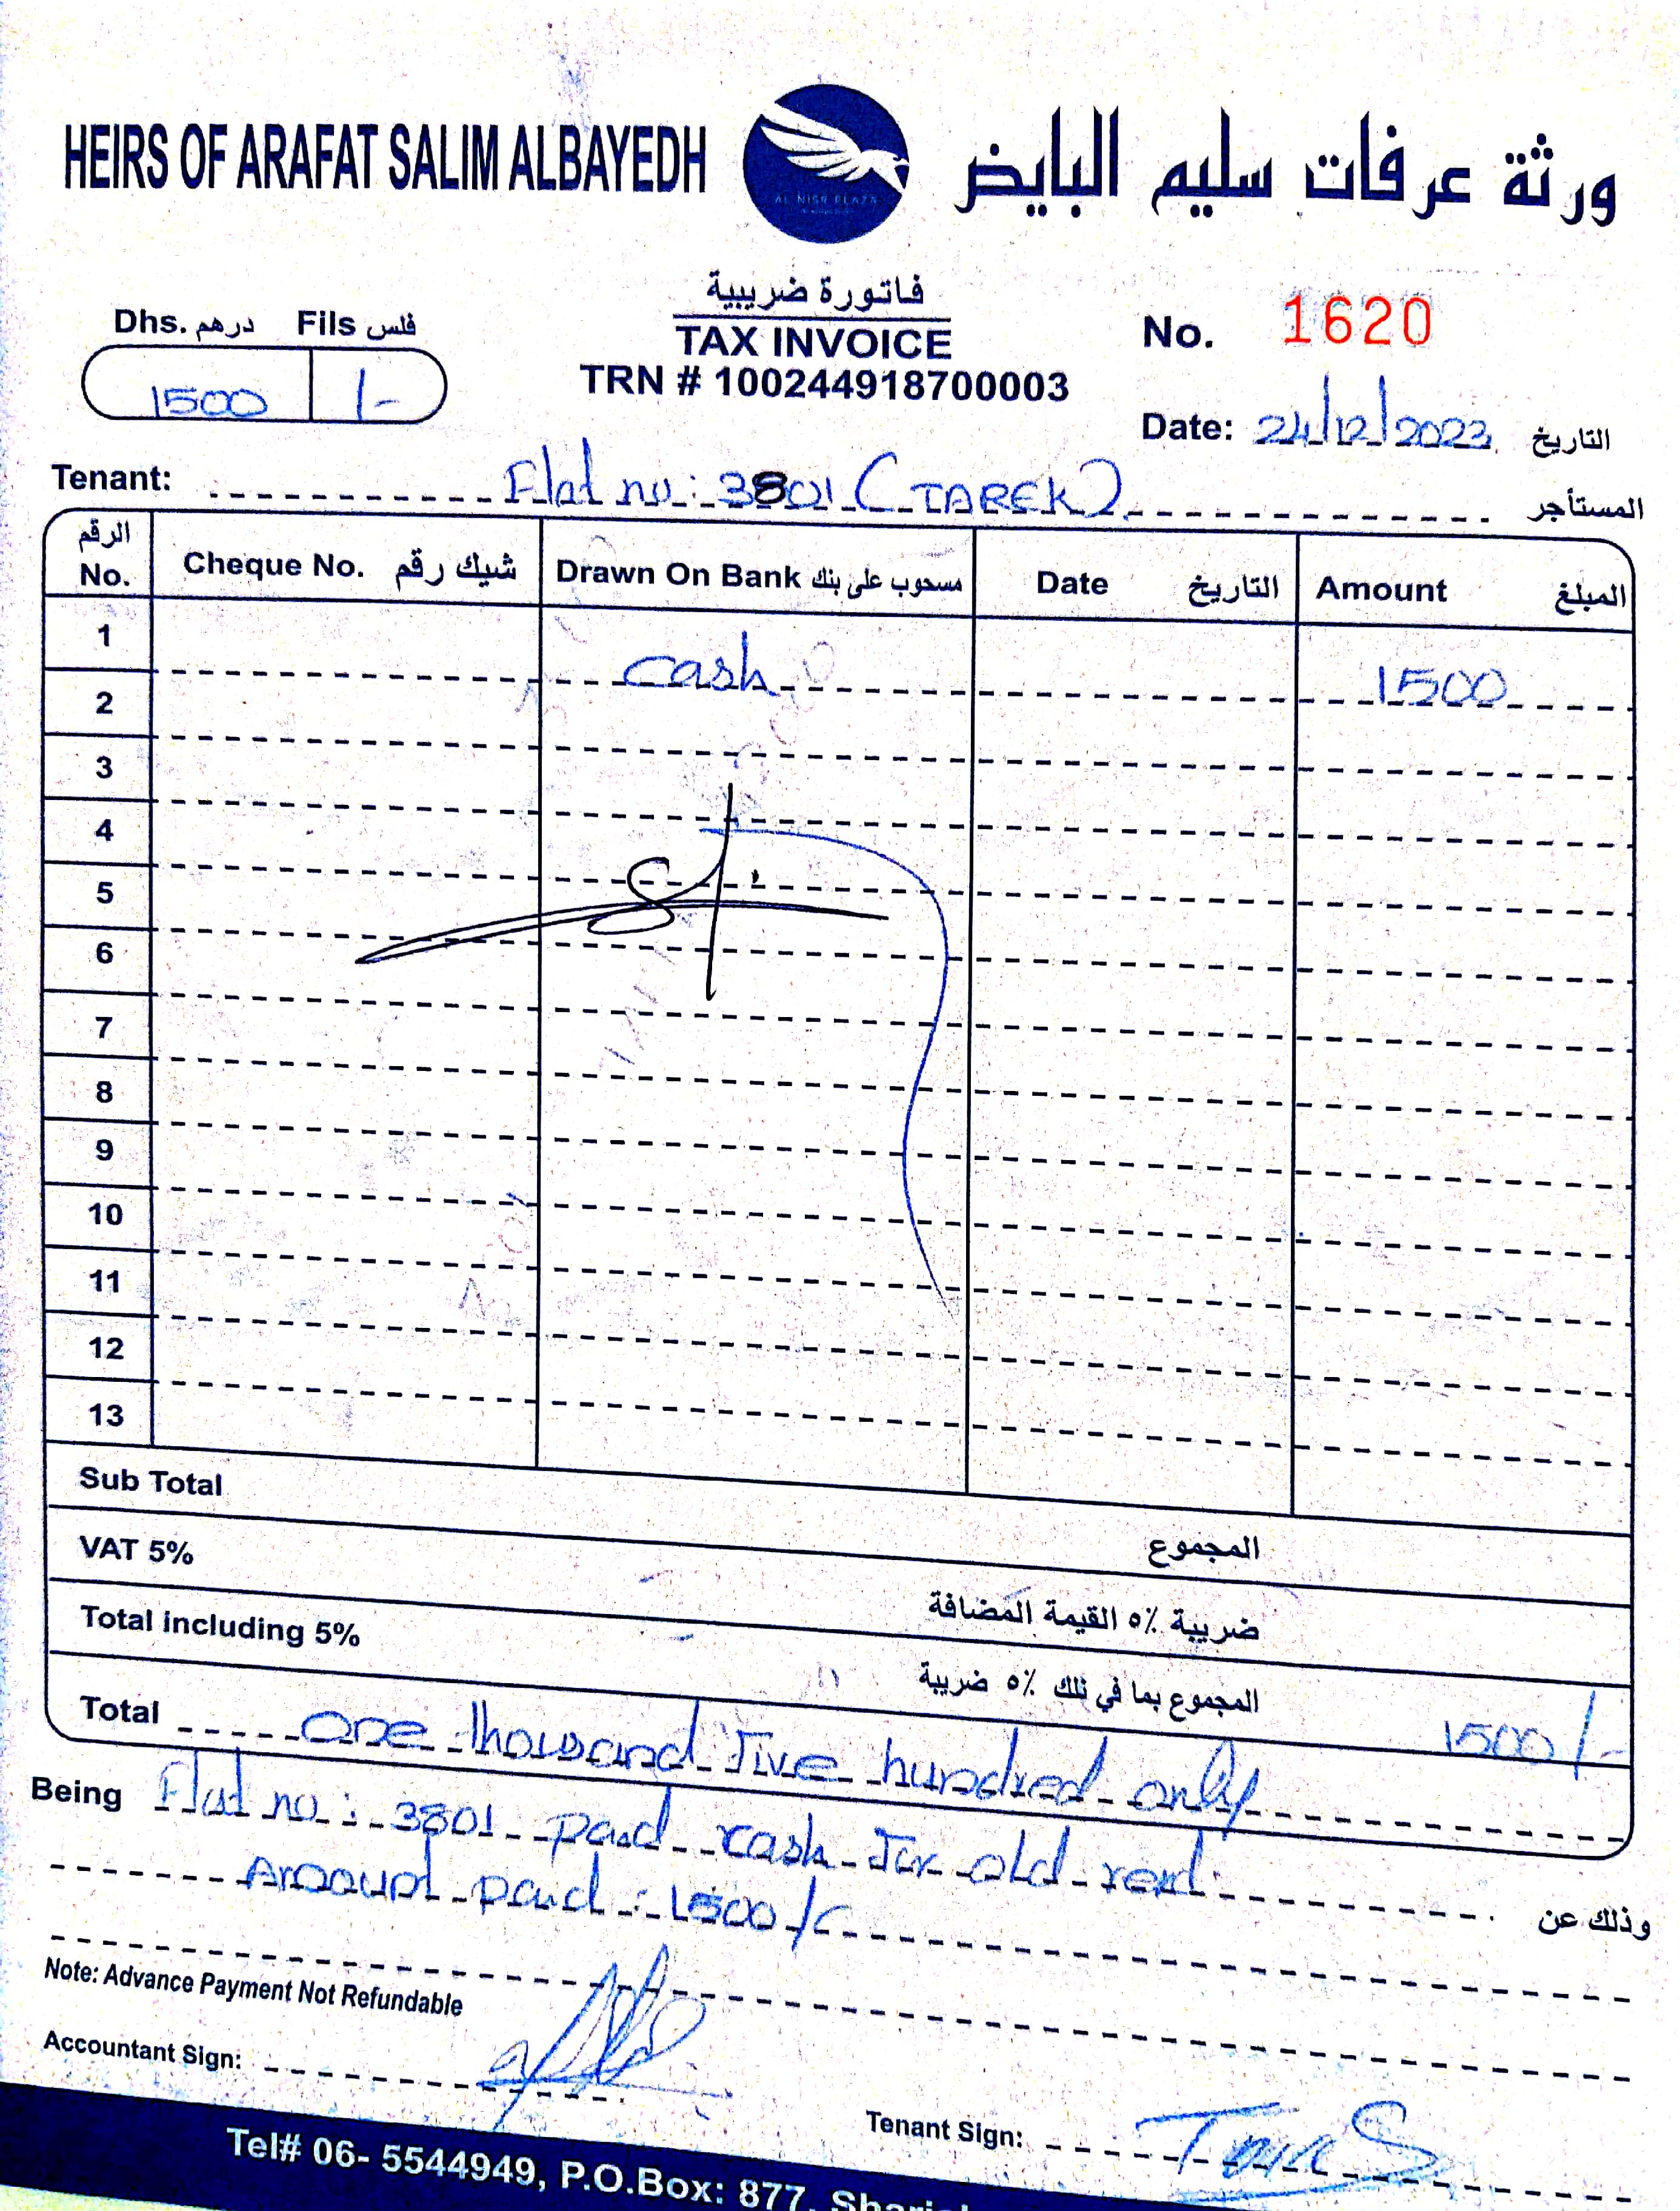 HEIRS OF ARAFAT SALIM ALBAYEDH
AL NISR PLAZA
ورثة عرفات سليم البايض
Dhs. درهم Fils فلس
1500 /-
فاتورة ضريبية
TAX INVOICE
TRN # 100244918700003
No. 1620
Date: 24/12/2023 التاريخ
Tenant: Flat no: 3801 (TAREK) المستأجر
الرقم No. Cheque No. شيك رقم Drawn On Bank مسحوب على بنك Date التاريخ Amount المبلغ
1 cash 1500
2
3
4
5
6
7
8
9
10
11
12
13
Sub Total المجموع
VAT 5% ضريبة ٥٪ القيمة المضافة
Total including 5% المجموع بما في ذلك ٥٪ ضريبة 1500/-
Total one thousand five hundred only
Being Flat no: 3801 paid cash for old rent وذلك عن
Amount paid: 1500/-
Note: Advance Payment Not Refundable
Accountant Sign:
Tenant Sign:
Tel# 06- 5544949, P.O.Box: 877,